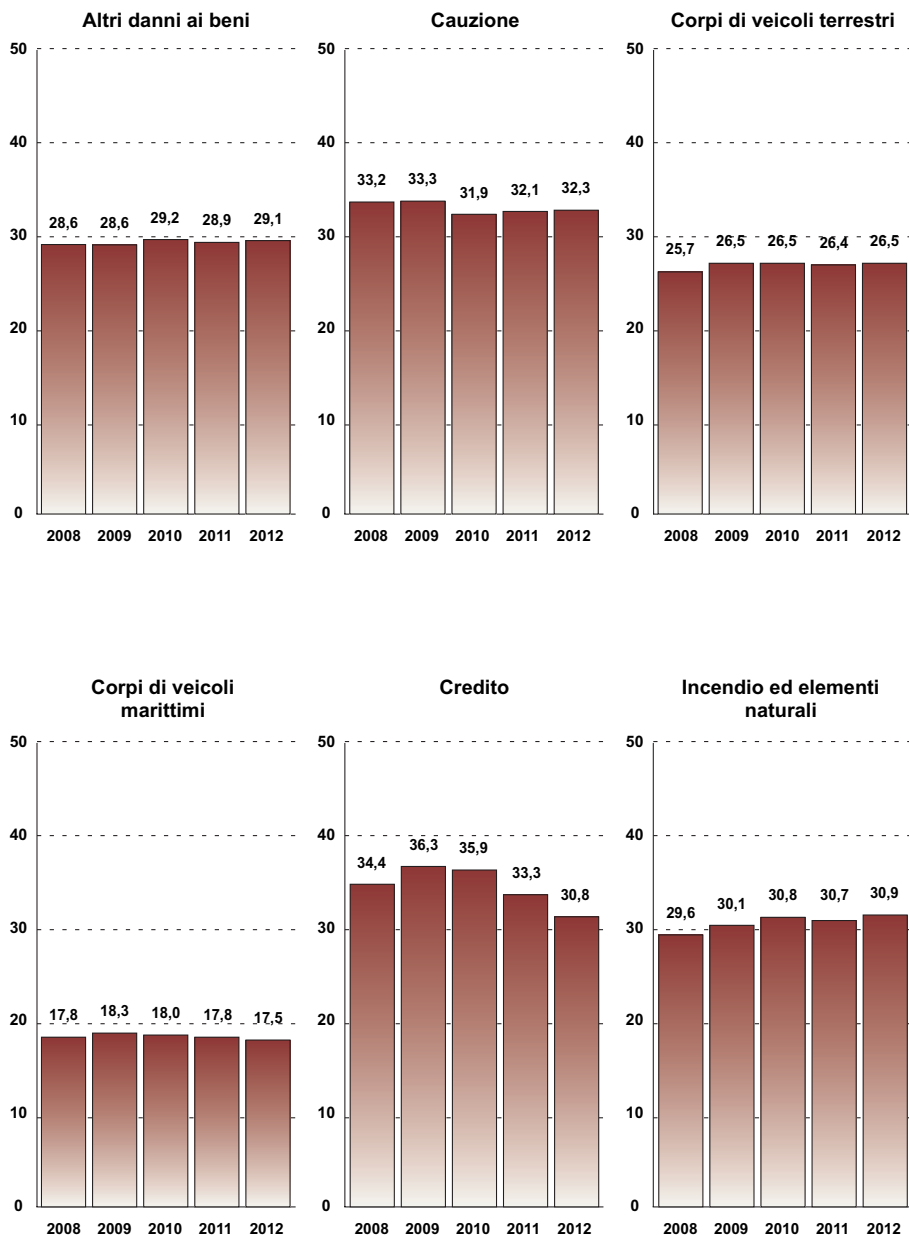 Altri danni ai beni
50
40
30
20
10
0
28,6 28,6 29,2 28,9 29,1
2008 2009 2010 2011 2012
Cauzione
50
40
30
20
10
0
33,2 33,3 31,9 32,1 32,3
2008 2009 2010 2011 2012
Corpi di veicoli terrestri
50
40
30
20
10
0
25,7 26,5 26,5 26,4 26,5
2008 2009 2010 2011 2012
Corpi di veicoli
marittimi
50
40
30
20
10
0
17,8 18,3 18,0 17,8 17,5
2008 2009 2010 2011 2012
Credito
50
40
30
20
10
0
34,4 36,3 35,9 33,3 30,8
2008 2009 2010 2011 2012
Incendio ed elementi
naturali
50
40
30
20
10
0
29,6 30,1 30,8 30,7 30,9
2008 2009 2010 2011 2012